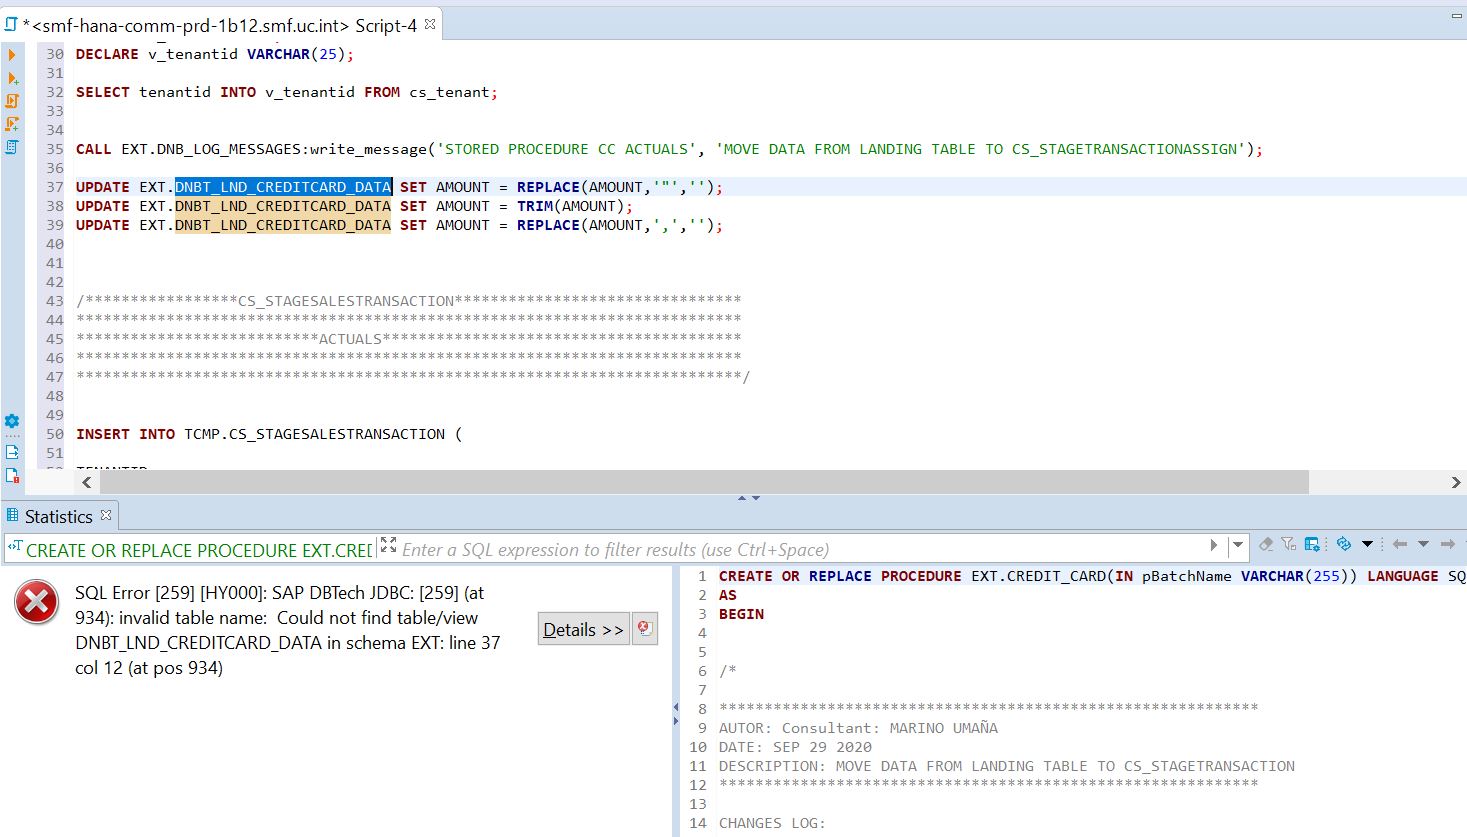 *<smf-hana-comm-prd-1b12.smf.uc.int> Script-4
30 DECLARE v_tenantid VARCHAR(25);
31
32 SELECT tenantid INTO v_tenantid FROM cs_tenant;
33
34
35 CALL EXT.DNB_LOG_MESSAGES:write_message('STORED PROCEDURE CC ACTUALS', 'MOVE DATA FROM LANDING TABLE TO CS_STAGETRANSACTIONASSIGN');
36
37 UPDATE EXT.DNBT_LND_CREDITCARD_DATA SET AMOUNT = REPLACE(AMOUNT,'"','');
38 UPDATE EXT.DNBT_LND_CREDITCARD_DATA SET AMOUNT = TRIM(AMOUNT);
39 UPDATE EXT.DNBT_LND_CREDITCARD_DATA SET AMOUNT = REPLACE(AMOUNT,',','');
40
41
42
43 /*****************CS_STAGESALESTRANSACTION********************************
44 **************************************************************************
45 ***************************ACTUALS****************************************
46 **************************************************************************
47 **************************************************************************/
48
49
50 INSERT INTO TCMP.CS_STAGESALESTRANSACTION (
51
52 TENANTID
Statistics
CREATE OR REPLACE PROCEDURE EXT.CRED
Enter a SQL expression to filter results (use Ctrl+Space)
SQL Error [259] [HY000]: SAP DBTech JDBC: [259] (at
934): invalid table name:  Could not find table/view
DNBT_LND_CREDITCARD_DATA in schema EXT: line 37
col 12 (at pos 934)
Details >>
1 CREATE OR REPLACE PROCEDURE EXT.CREDIT_CARD(IN pBatchName VARCHAR(255)) LANGUAGE SQ
2 AS
3 BEGIN
4
5
6 /*
7
8 ************************************************************
9 AUTOR: Consultant: MARINO UMAÑA
10 DATE: SEP 29 2020
11 DESCRIPTION: MOVE DATA FROM LANDING TABLE TO CS_STAGETRANSACTION
12 ************************************************************
13
14 CHANGES LOG: